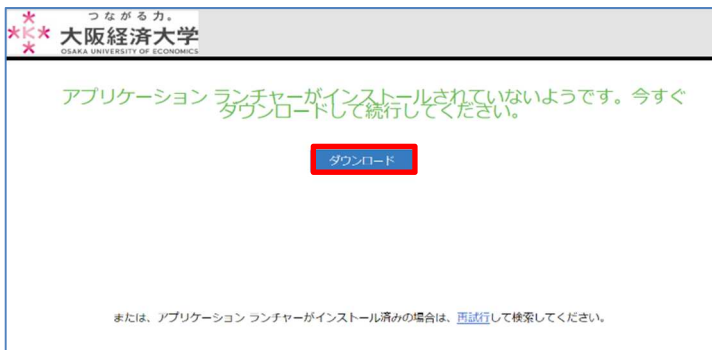 つながる力。
*K* 大阪経済大学
OSAKA UNIVERSITY OF ECONOMICS
アプリケーション ランチャーがインストールされていないようです。今すぐ
ダウンロードして続行してください。
ダウンロード
または、アプリケーション ランチャーがインストール済みの場合は、再試行して検索してください。